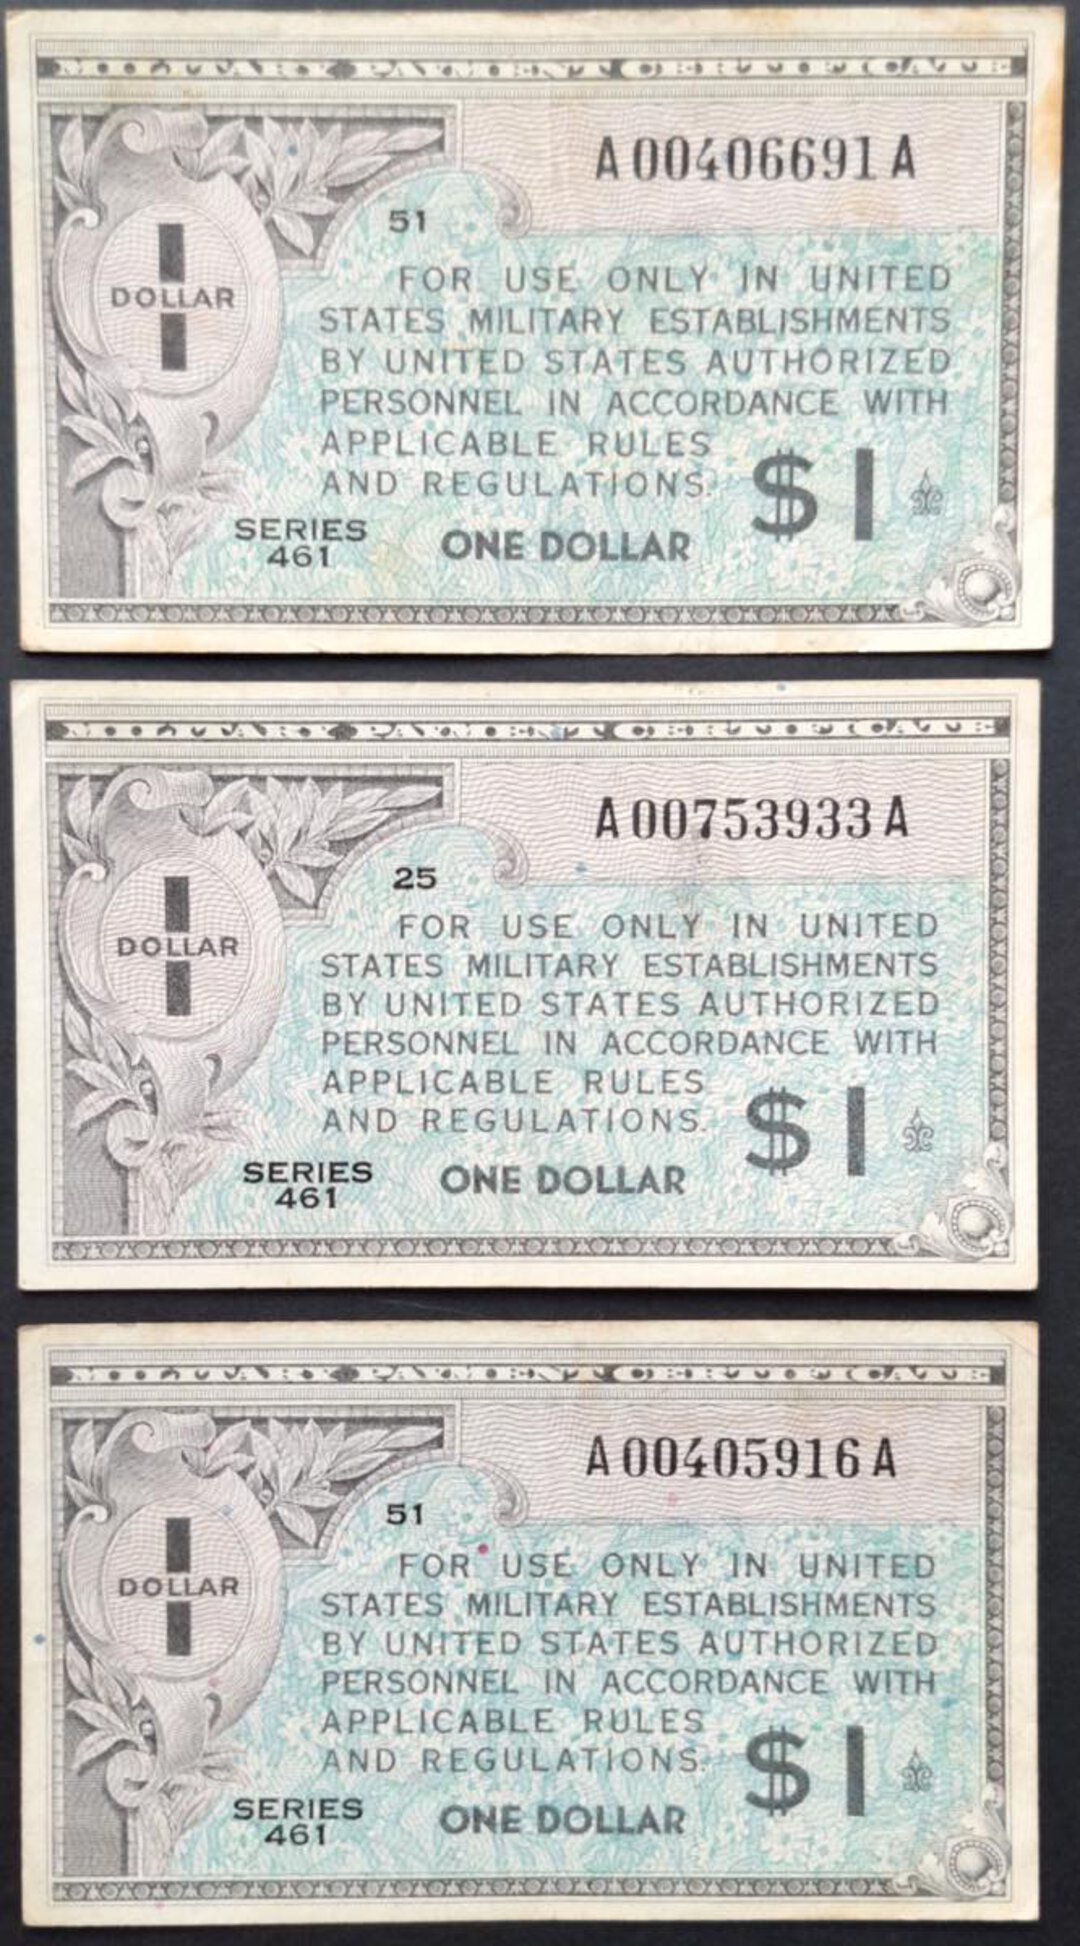 MILITARY PAYMENT CERTIFICATE
A00406691A
51
DOLLAR
FOR USE ONLY IN UNITED
STATES MILITARY ESTABLISHMENTS
BY UNITED STATES AUTHORIZED
PERSONNEL IN ACCORDANCE WITH
APPLICABLE RULES
AND REGULATIONS.
$1
SERIES
461
ONE DOLLAR
MILITARY PAYMENT CERTIFICATE
A00753933A
25
DOLLAR
FOR USE ONLY IN UNITED
STATES MILITARY ESTABLISHMENTS
BY UNITED STATES AUTHORIZED
PERSONNEL IN ACCORDANCE WITH
APPLICABLE RULES
AND REGULATIONS.
$1
SERIES
461
ONE DOLLAR
MILITARY PAYMENT CERTIFICATE
A00405916A
51
DOLLAR
FOR USE ONLY IN UNITED
STATES MILITARY ESTABLISHMENTS
BY UNITED STATES AUTHORIZED
PERSONNEL IN ACCORDANCE WITH
APPLICABLE RULES
AND REGULATIONS.
$1
SERIES
461
ONE DOLLAR